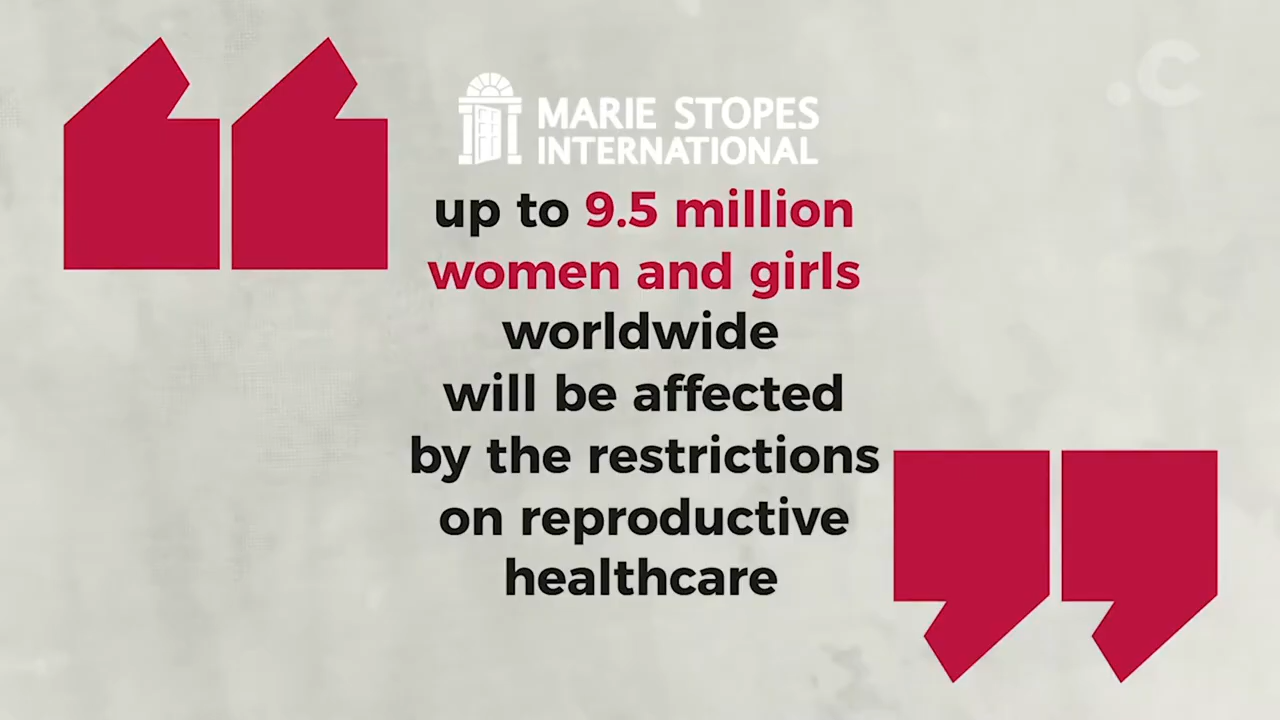 .c
MARIE STOPES
INTERNATIONAL
up to 9.5 million
women and girls
worldwide
will be affected
by the restrictions
on reproductive
healthcare